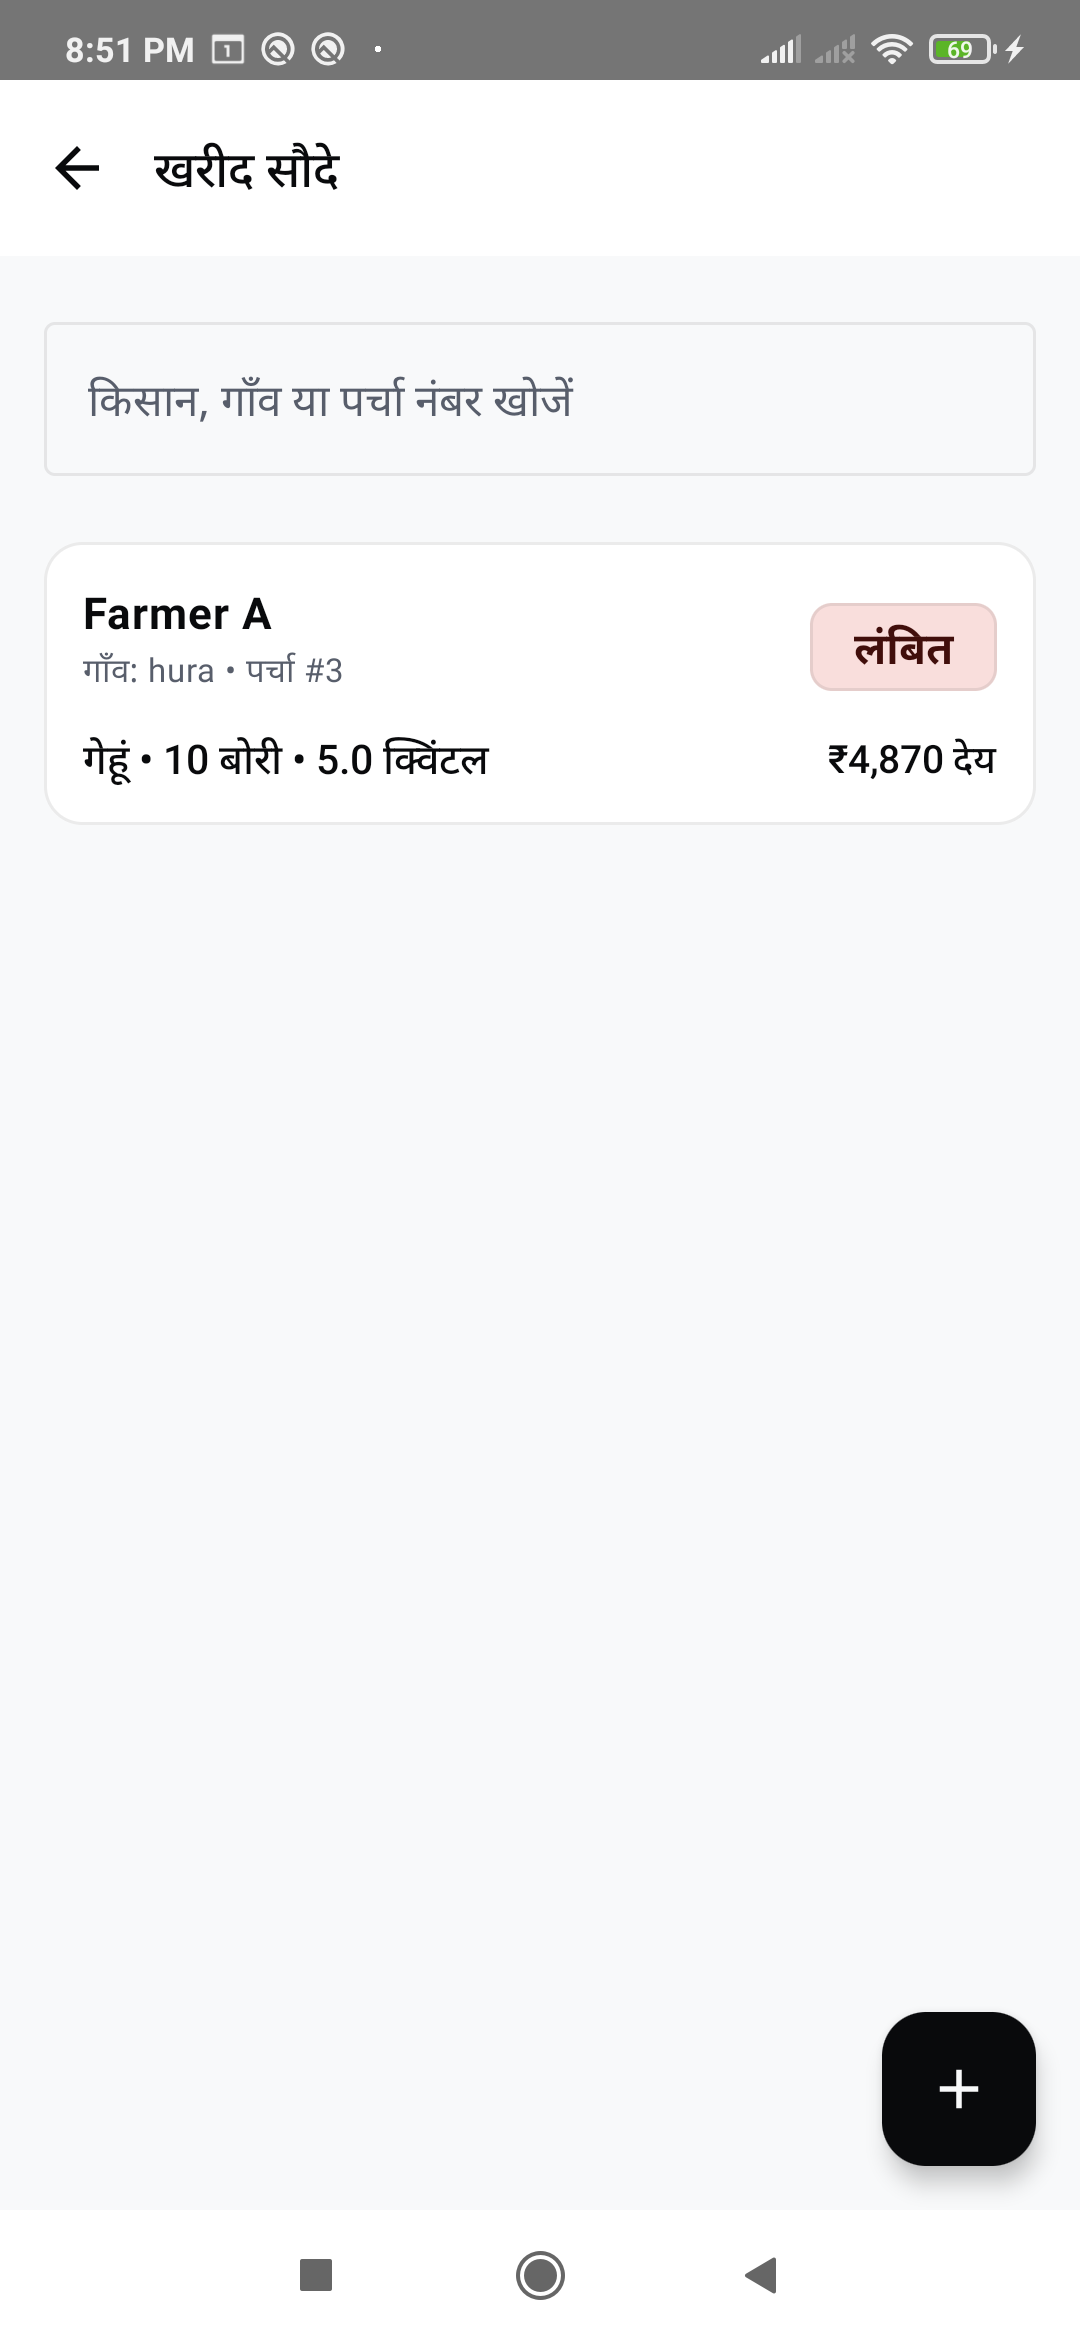 8:51 PM
69
खरीद सौदे
किसान, गाँव या पर्चा नंबर खोजें
Farmer A
गाँव: hura • पर्चा #3
लंबित
गेहूं • 10 बोरी • 5.0 क्विंटल
₹4,870 देय